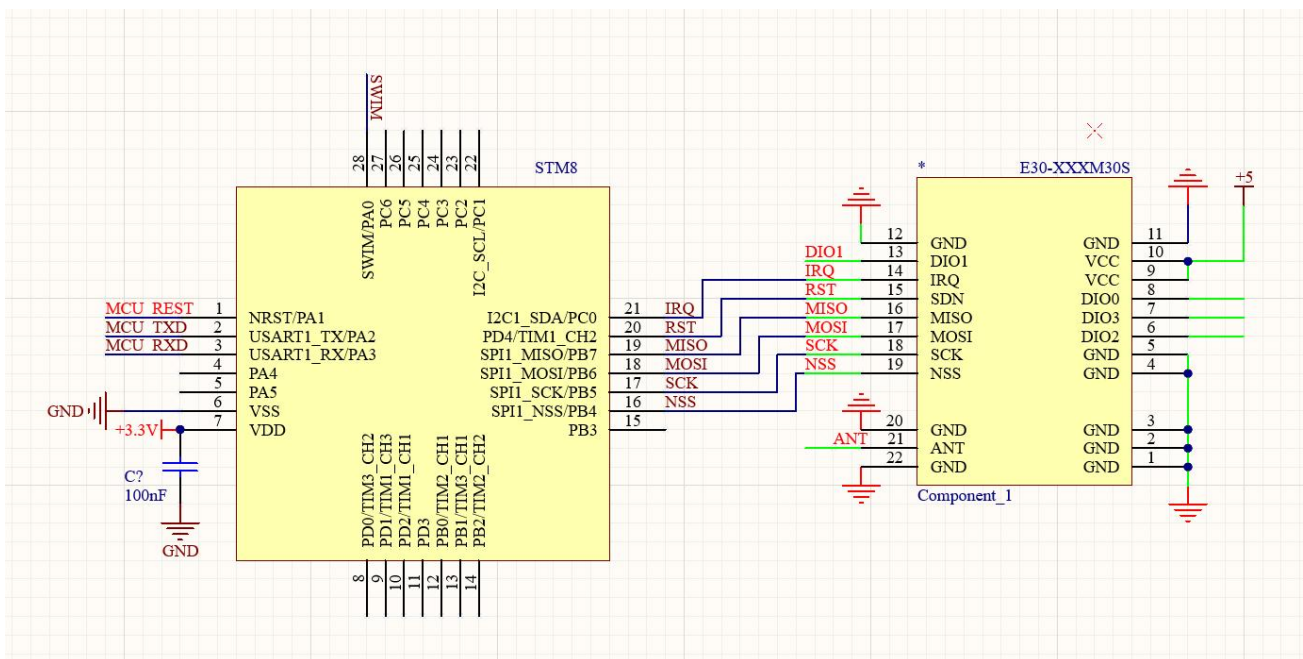 SWIM
28
27
26
25
24
23
22
STM8
SWIM/PA0
PC6
PC5
PC4
PC3
PC2
I2C_SCL/PC1
MCU_REST 1 NRST/PA1
MCU_TXD 2 USART1_TX/PA2
MCU_RXD 3 USART1_RX/PA3
4 PA4
5 PA5
GND 6 VSS
+3.3V 7 VDD
C?
100nF
GND
I2C1_SDA/PC0 21 IRQ
PD4/TIM1_CH2 20 RST
SPI1_MISO/PB7 19 MISO
SPI1_MOSI/PB6 18 MOSI
SPI1_SCK/PB5 17 SCK
SPI1_NSS/PB4 16 NSS
PB3 15
PD0/TIM3_CH2
PD1/TIM1_CH3
PD2/TIM1_CH1
PD3
PB0/TIM2_CH1
PB1/TIM3_CH1
PB2/TIM2_CH2
8
9
10
11
12
13
14
* E30-XXXM30S
+5
12 GND
DIO1 13 DIO1
IRQ 14 IRQ
RST 15 SDN
MISO 16 MISO
MOSI 17 MOSI
SCK 18 SCK
NSS 19 NSS
20 GND
ANT 21 ANT
22 GND
GND 11
VCC 10
VCC 9
DIO0 8
DIO3 7
DIO2 6
GND 5
GND 4
GND 3
GND 2
GND 1
Component_1